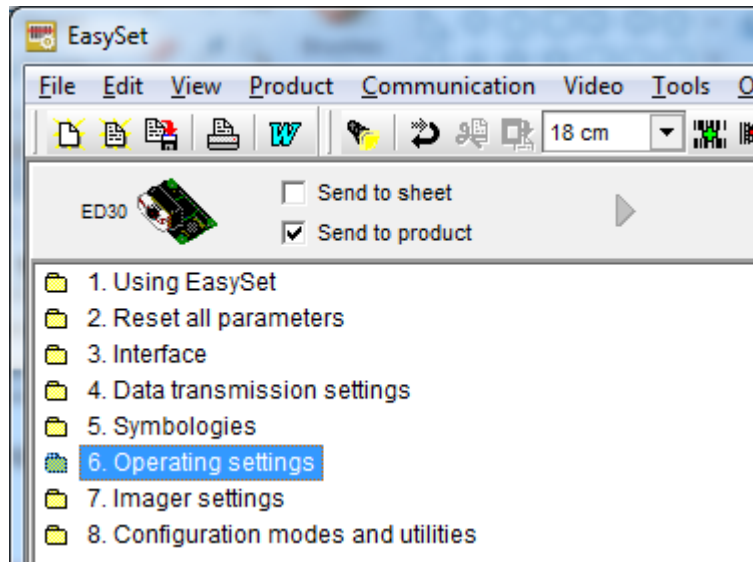 EasySet
File Edit View Product Communication Video Tools O
W 18 cm
ED30
Send to sheet
Send to product
1. Using EasySet
2. Reset all parameters
3. Interface
4. Data transmission settings
5. Symbologies
6. Operating settings
7. Imager settings
8. Configuration modes and utilities